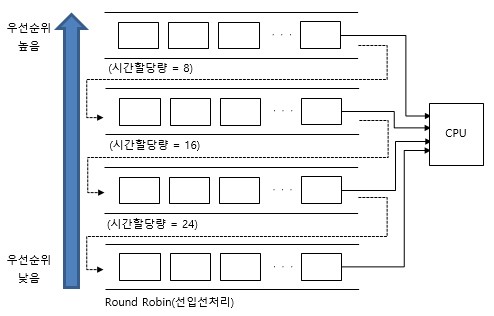 우선순위
높음
(시간할당량 = 8)
(시간할당량 = 16)
CPU
(시간할당량 = 24)
우선순위
낮음
Round Robin(선입선처리)